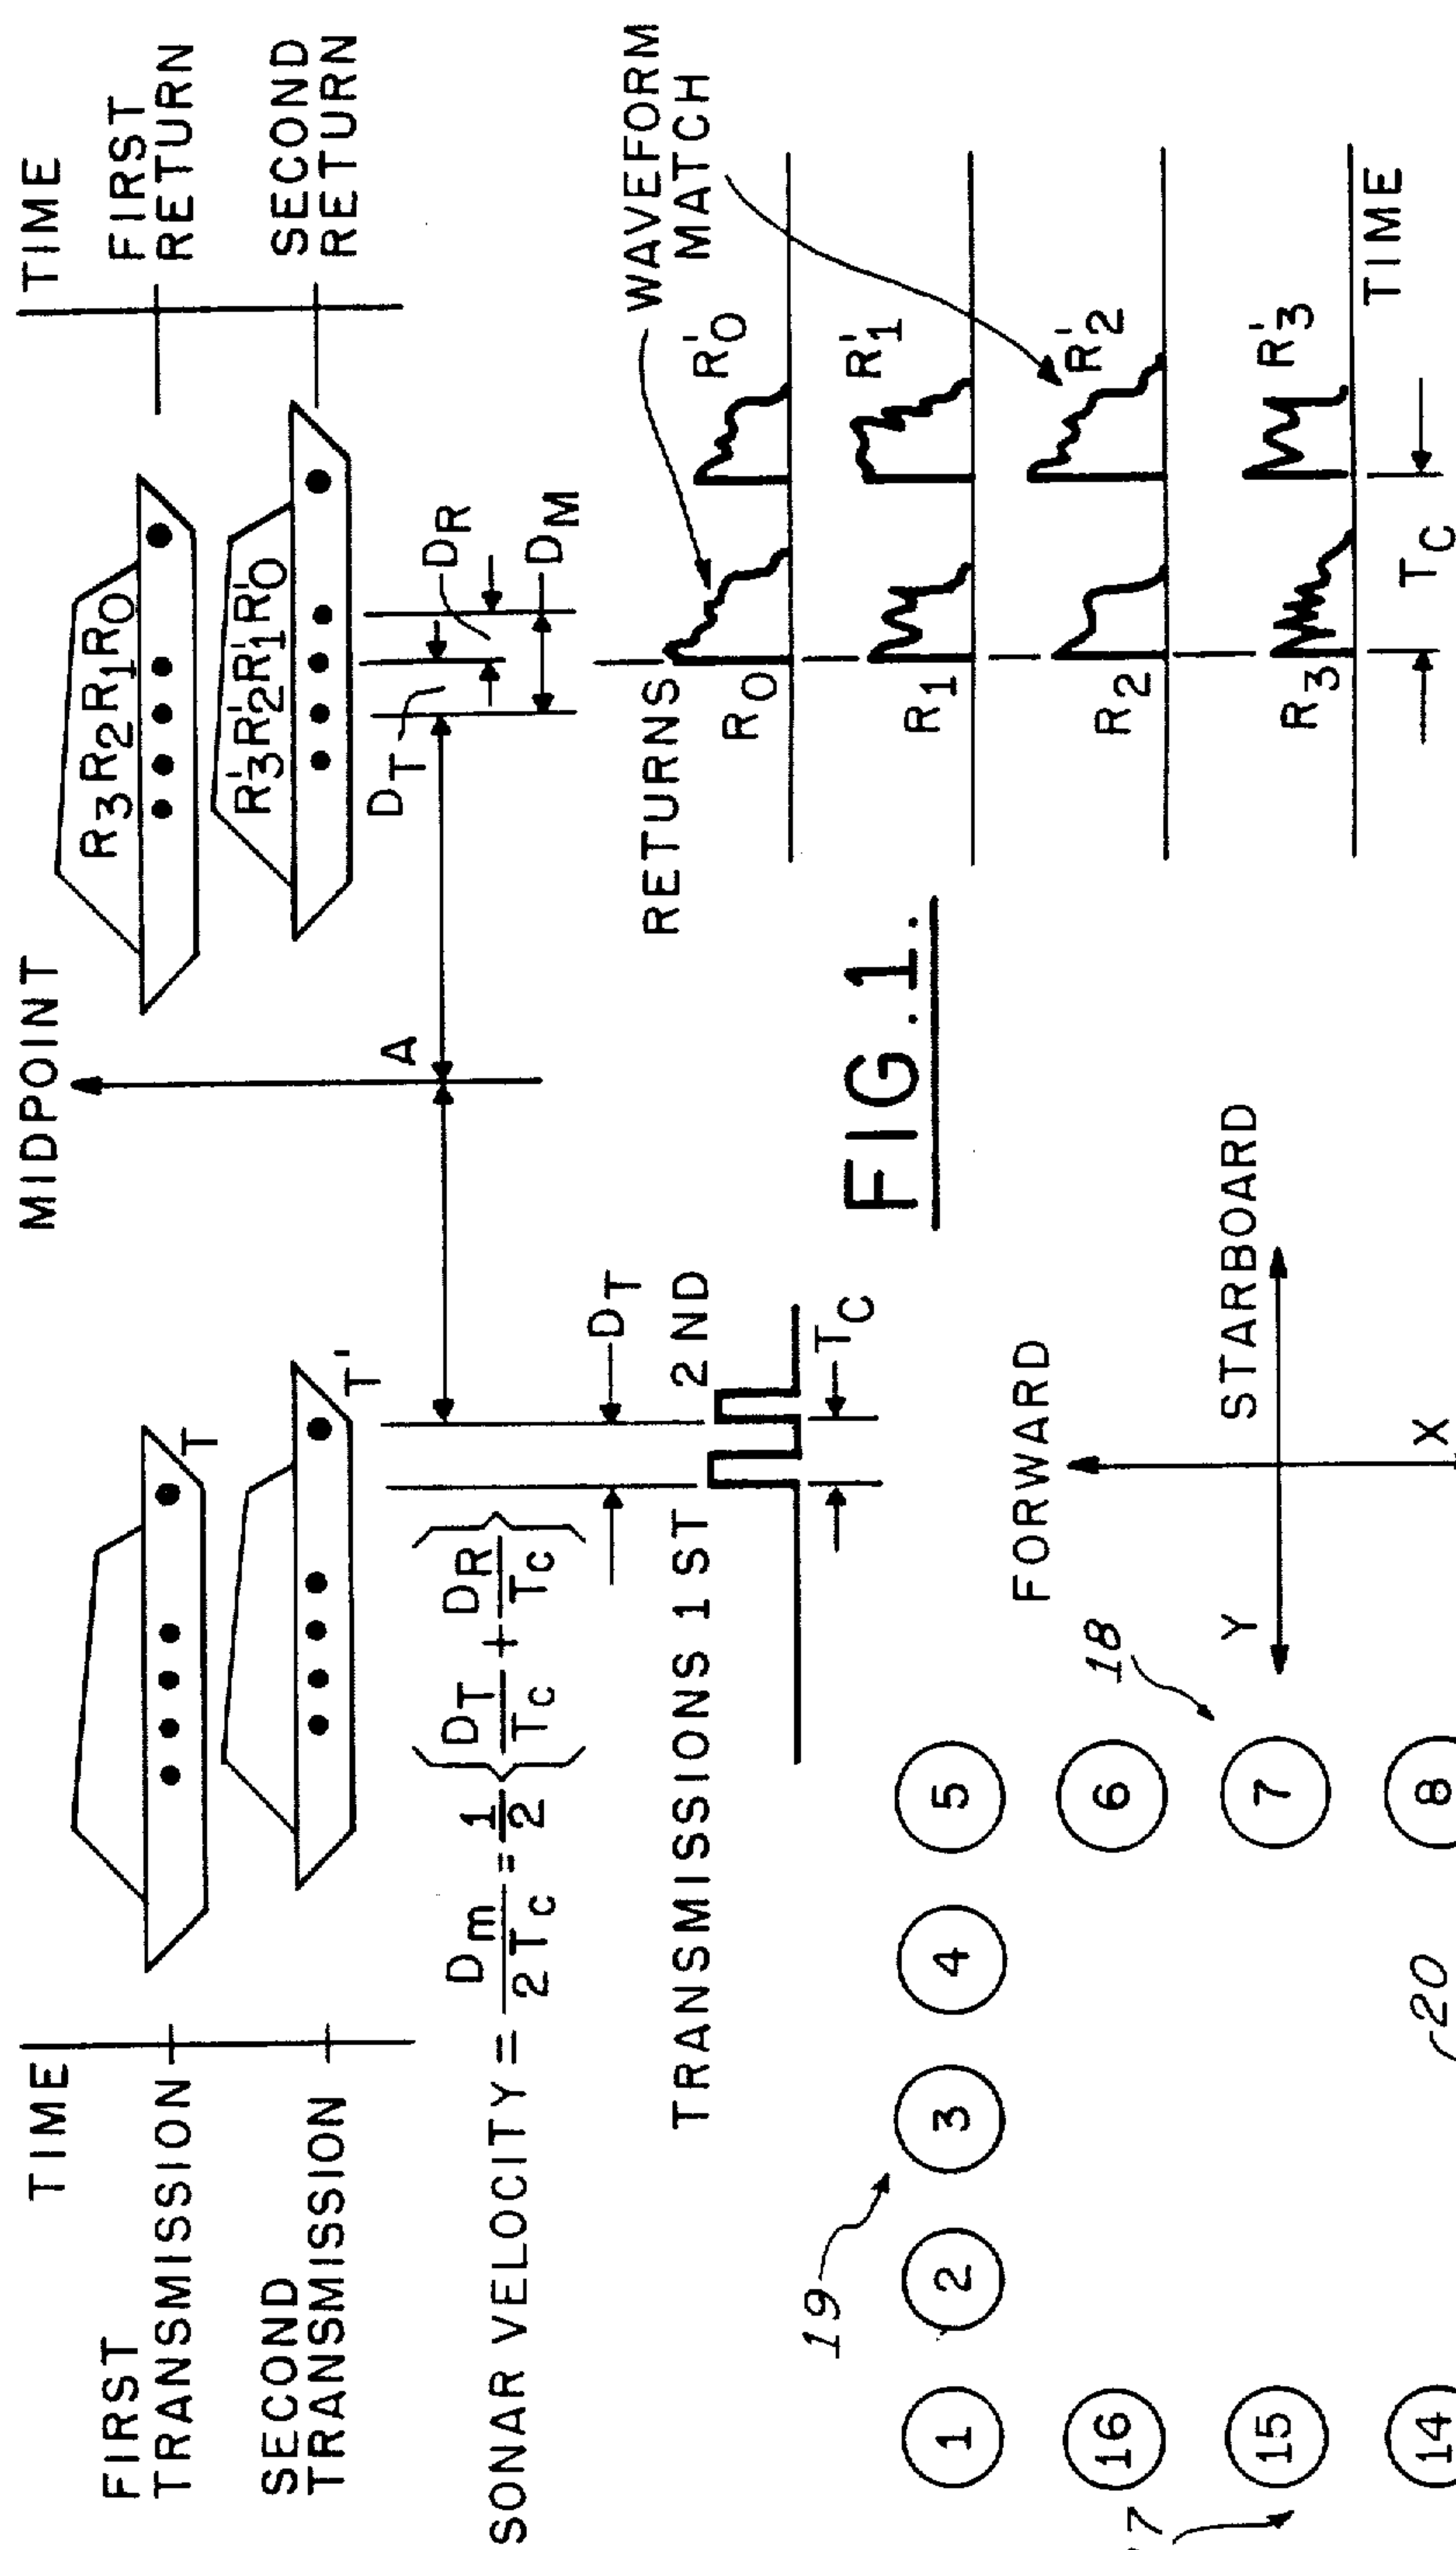 TIME
MIDPOINT
TIME
FIRST
TRANSMISSION
T
R3R2R1R0
FIRST
RETURN
SECOND
TRANSMISSION
T'
R'3R'2R'1R'0
SECOND
RETURN
A
DT
DR
DM
SONAR VELOCITY = Dm/2Tc = 1/2 {DT/Tc + DR/Tc}
DT
TRANSMISSIONS 1ST 2ND
TC
RETURNS
WAVEFORM
MATCH
R0
R'0
R1
R'1
R2
R'2
R3
R'3
TIME
TC
FIG.1.
FORWARD
Y
STARBOARD
X
19
18
20
1
2
3
4
5
16
6
15
7
14
8